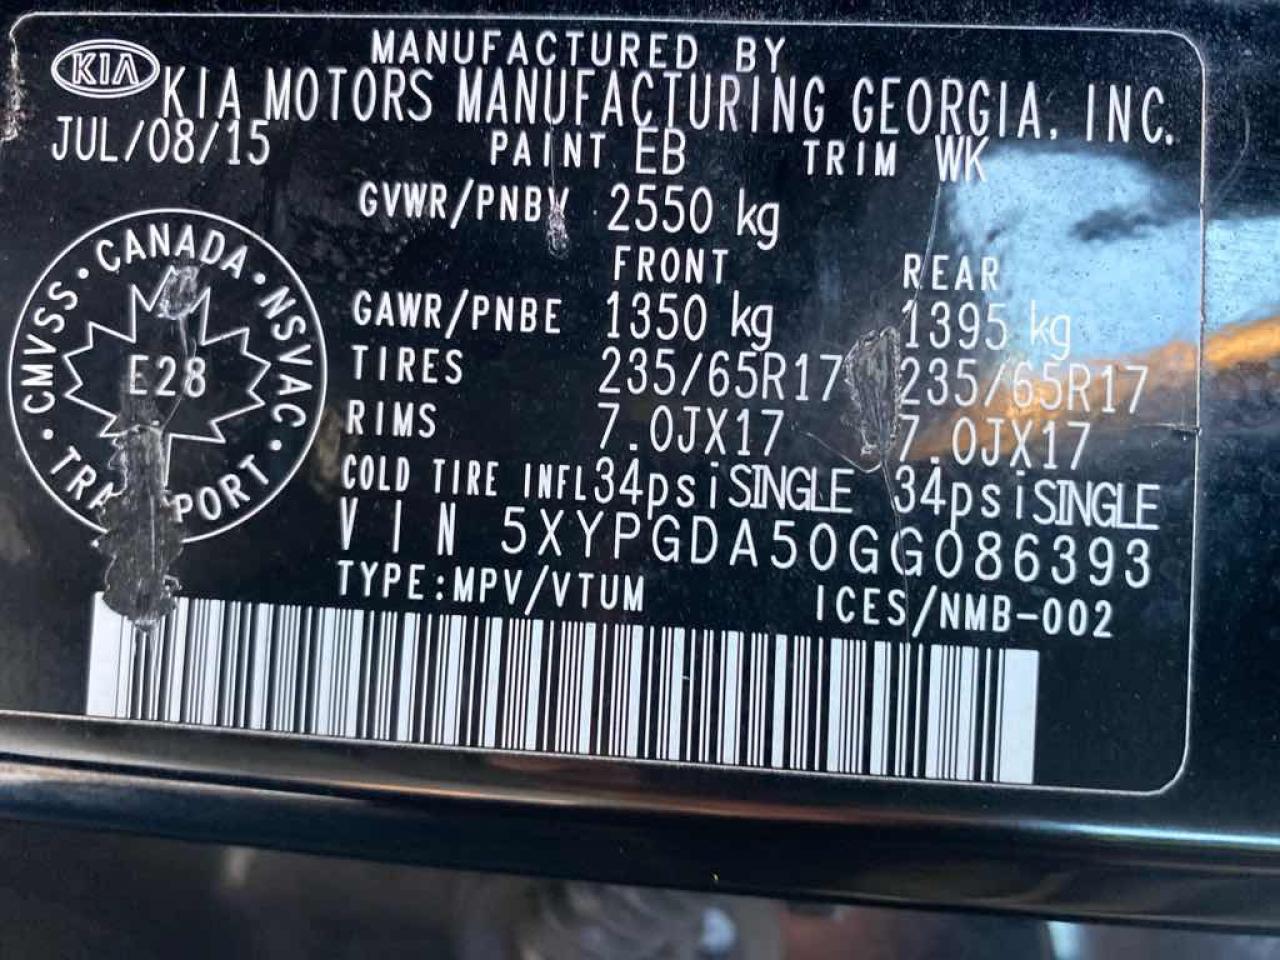 MANUFACTURED BY
KIA KIA MOTORS MANUFACTURING GEORGIA, INC.
JUL/08/15 PAINT EB TRIM WK
GVWR/PNBV 2550 kg
FRONT REAR
GAWR/PNBE 1350 kg 1395 kg
TIRES 235/65R17 235/65R17
RIMS 7.0JX17 7.0JX17
COLD TIRE INFL 34psi SINGLE 34psi SINGLE
VIN 5XYPGDA50GG086393
TYPE:MPV/VTUM ICES/NMB-002
CMVSS • CANADA • NSVAC •
E28
TRANSPORT